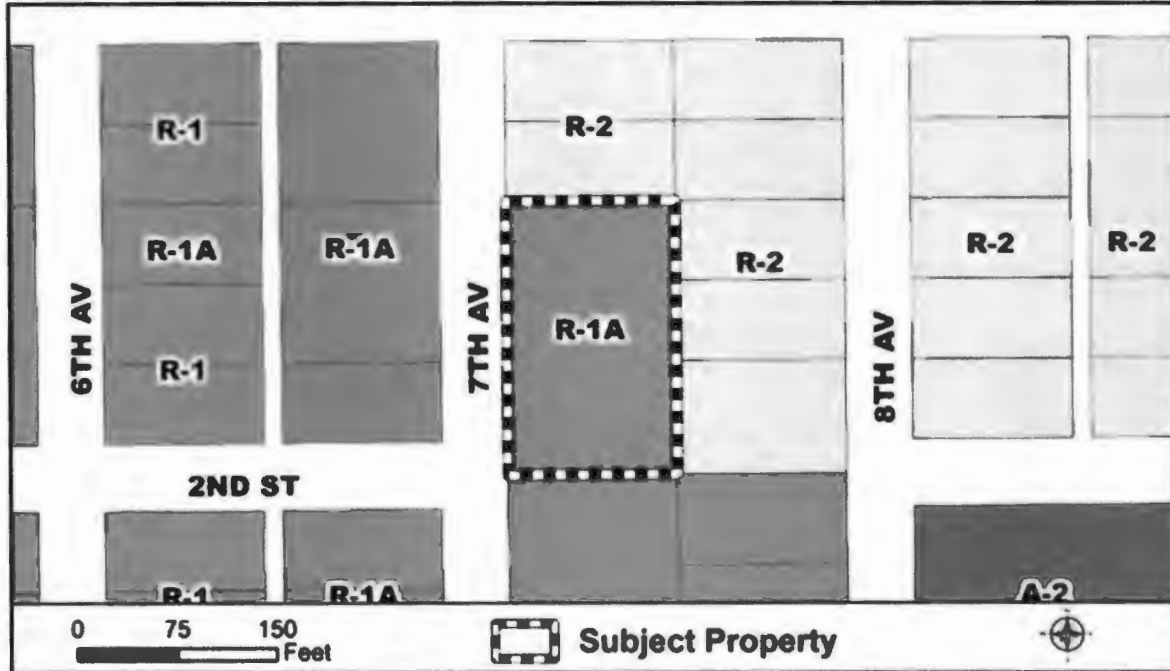 R-1
R-2
R-1A
R-1A
R-2
R-2
R-2
6TH AV
7TH AV
R-1A
8TH AV
R-1
2ND ST
R-1
R-1A
A-2
0 75 150
Feet
Subject Property